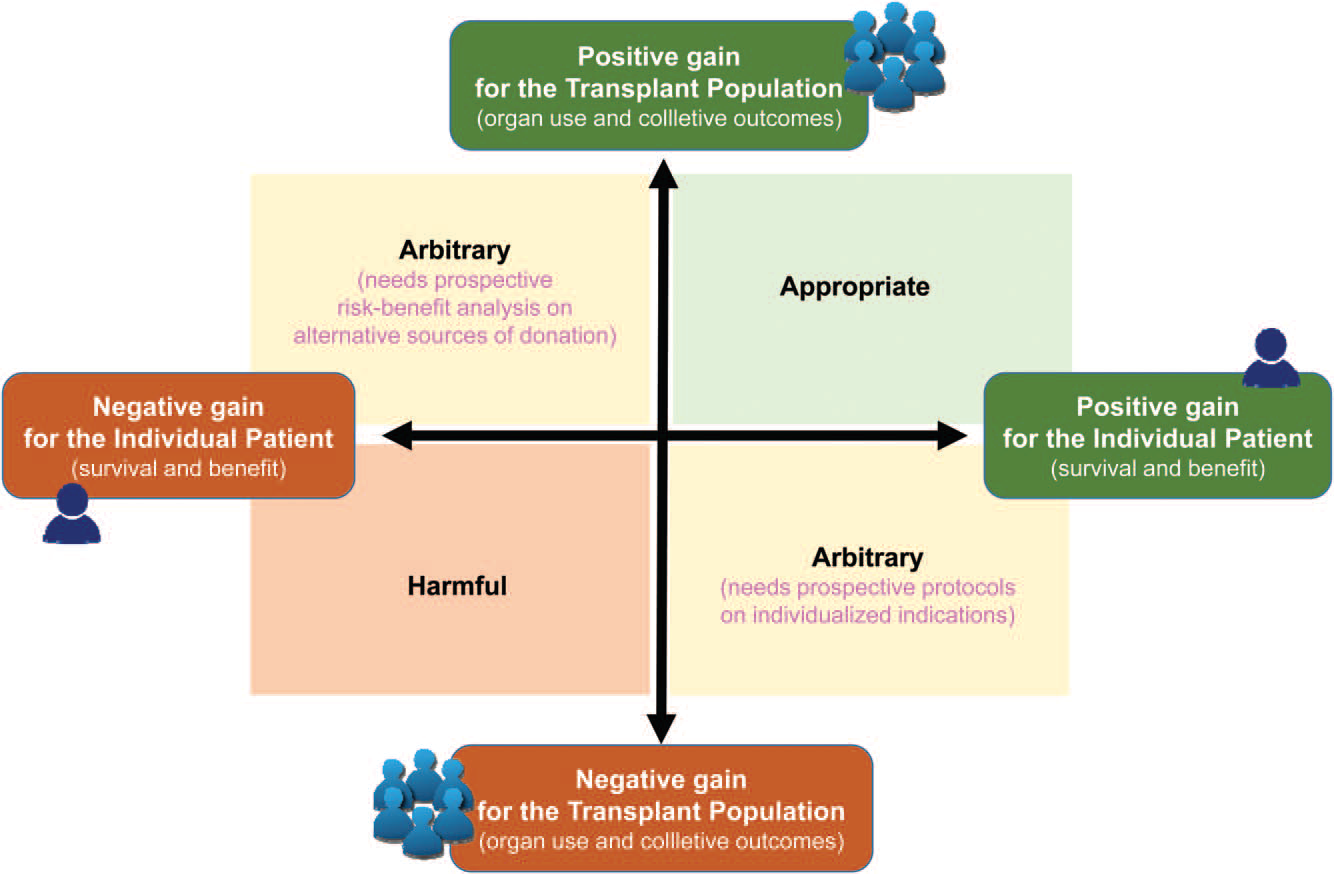 Positive gain
for the Transplant Population
(organ use and colletive outcomes)
Arbitrary
(needs prospective
risk-benefit analysis on
alternative sources of donation)
Appropriate
Negative gain
for the Individual Patient
(survival and benefit)
Positive gain
for the Individual Patient
(survival and benefit)
Harmful
Arbitrary
(needs prospective protocols
on individualized indications)
Negative gain
for the Transplant Population
(organ use and colletive outcomes)